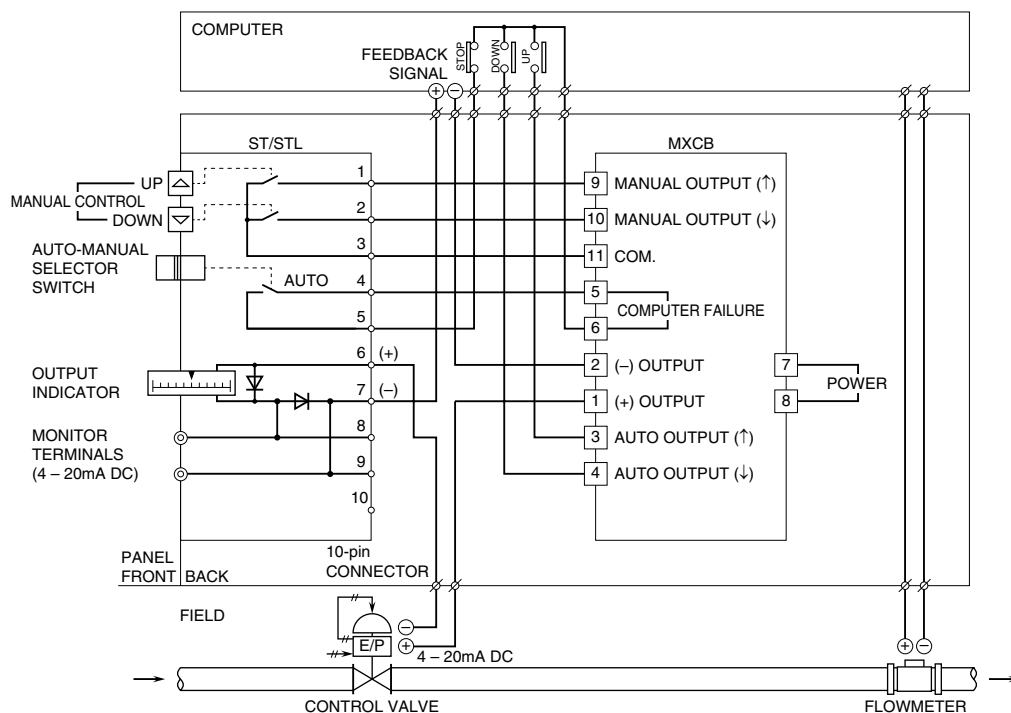 COMPUTER
FEEDBACK
SIGNAL
STOP
DOWN
UP
+
−
ST/STL
MXCB
UP
MANUAL CONTROL
DOWN
AUTO-MANUAL
SELECTOR
SWITCH
AUTO
1
2
3
4
5
6 (+)
7 (–)
8
9
10
9 MANUAL OUTPUT (↑)
10 MANUAL OUTPUT (↓)
11 COM.
5
COMPUTER FAILURE
6
2 (–) OUTPUT
1 (+) OUTPUT
3 AUTO OUTPUT (↑)
4 AUTO OUTPUT (↓)
7
POWER
8
OUTPUT
INDICATOR
MONITOR
TERMINALS
(4 – 20mA DC)
PANEL
FRONT BACK
10-pin
CONNECTOR
FIELD
−
E/P
+
4 – 20mA DC
+
−
CONTROL VALVE
FLOWMETER